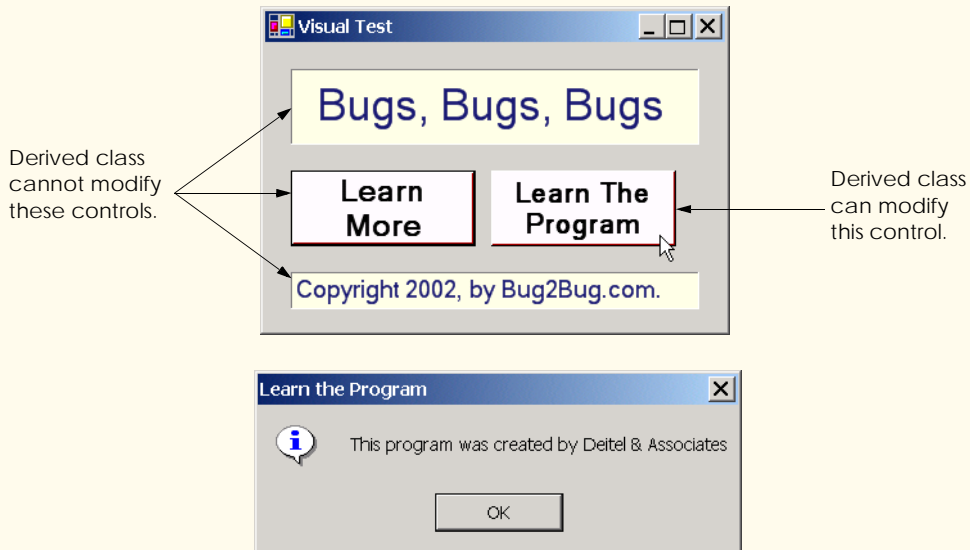 Visual Test
Bugs, Bugs, Bugs
Derived class
cannot modify
these controls.
Learn
More
Learn The
Program
Derived class
can modify
this control.
Copyright 2002, by Bug2Bug.com.
Learn the Program
This program was created by Deitel & Associates
OK